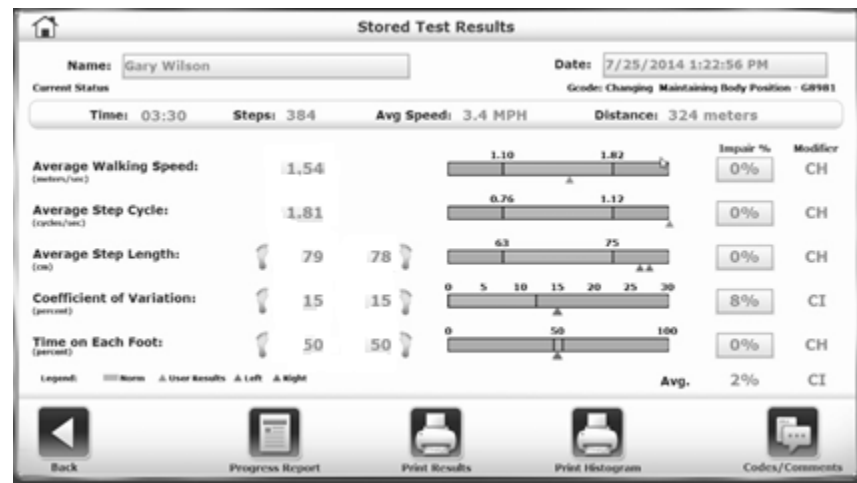 Stored Test Results
Name: Gary Wilson Date: 7/25/2014 1:22:56 PM
Current Status Gcode: Changing Maintaining Body Position - G8981
Time: 03:30 Steps: 384 Avg Speed: 3.4 MPH Distance: 324 meters
Impair % Modifier
1.10 1.82
Average Walking Speed: 1.54 0% CH
(meters/sec)
0.76 1.12
Average Step Cycle: 1.81 0% CH
(cycles/sec)
63 75
Average Step Length: 79 78 0% CH
(cm)
0 5 10 15 20 25 30
Coefficient of Variation: 15 15 8% CI
(percent)
0 50 100
Time on Each Foot: 50 50 0% CH
(percent)
Legend: Norm User Results Left Right Avg. 2% CI
Back Progress Report Print Results Print Histogram Codes/Comments